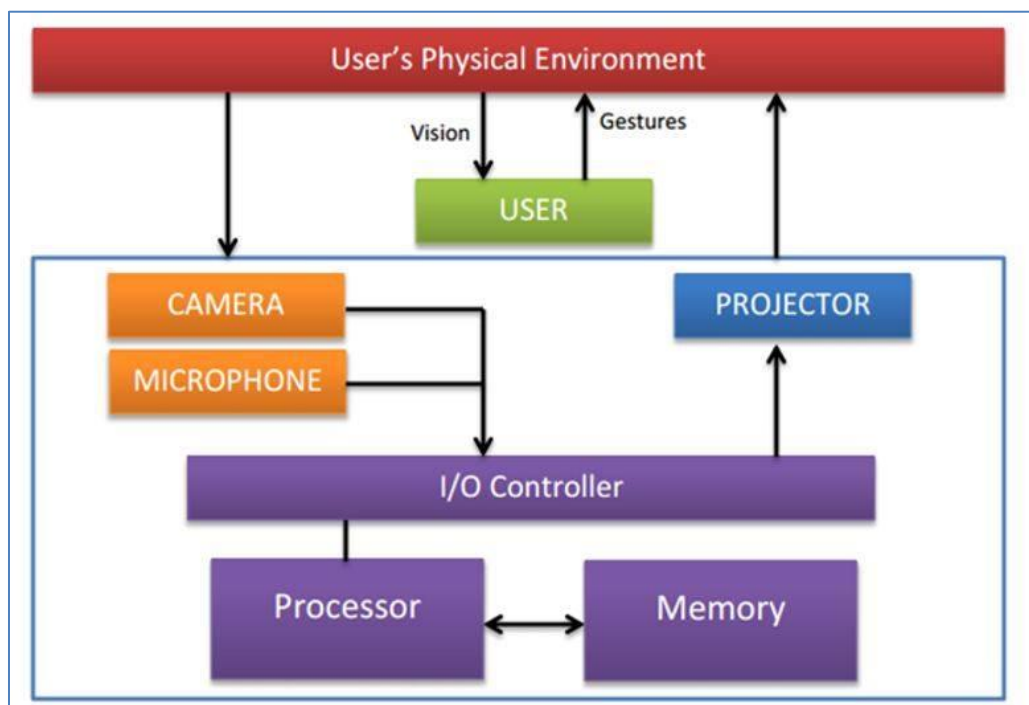 User's Physical Environment
Vision
Gestures
USER
CAMERA
PROJECTOR
MICROPHONE
I/O Controller
Processor
Memory